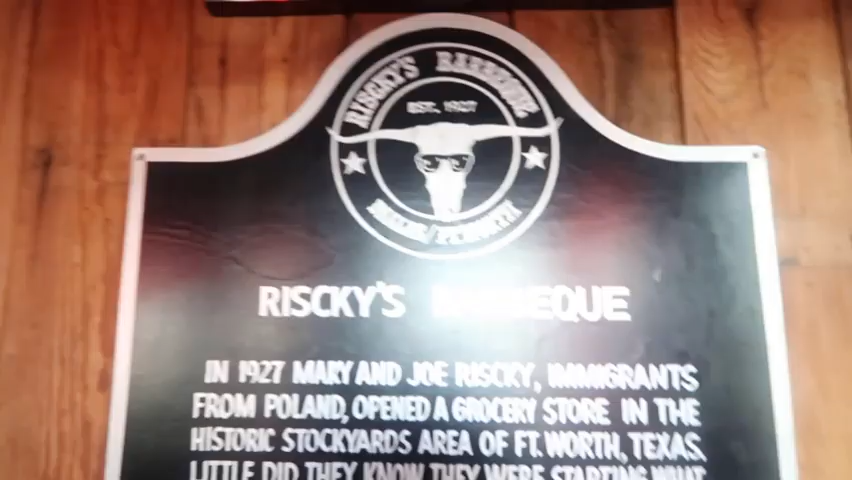 RISCKY'S BARBEQUE
EST. 1927
RISCKY'S BARBEQUE
IN 1927 MARY AND JOE RISCKY, IMMIGRANTS
FROM POLAND, OPENED A GROCERY STORE IN THE
HISTORIC STOCKYARDS AREA OF FT. WORTH, TEXAS.
LITTLE DID THEY KNOW THEY WERE STARTING WHAT